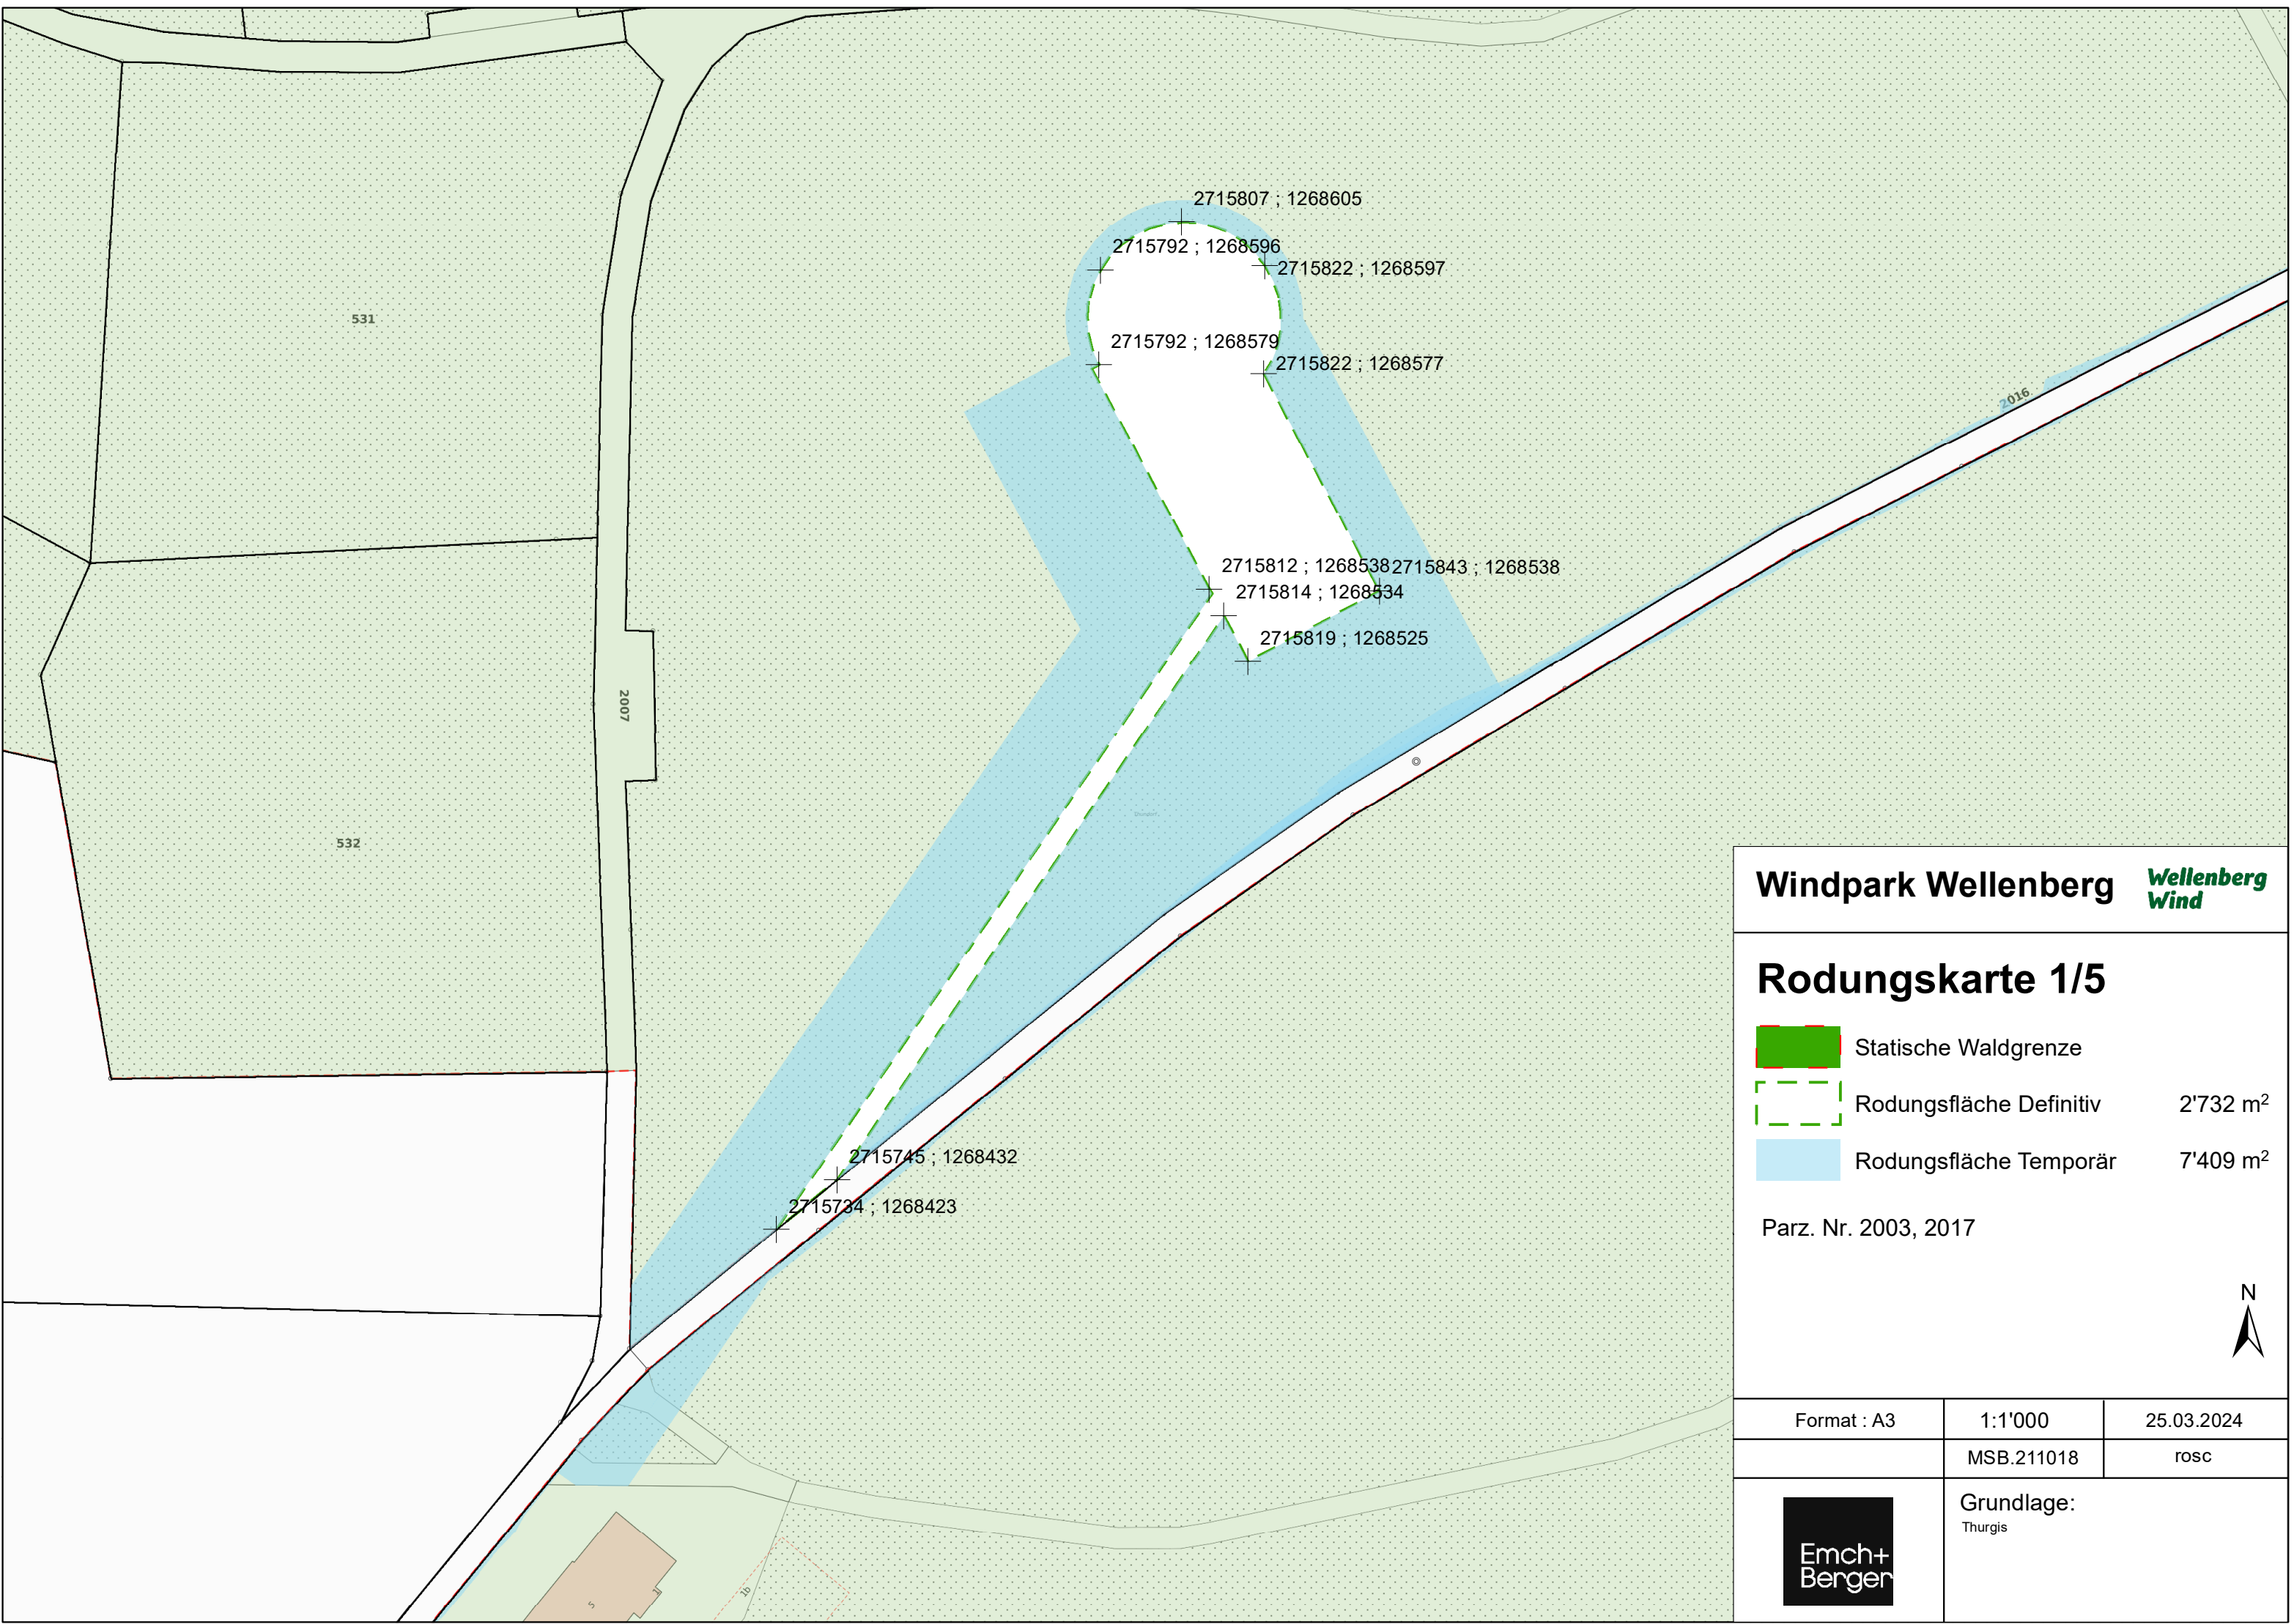 2715807 ; 1268605
2715792 ; 1268596
2715822 ; 1268597
531
2715792 ; 1268579
2715822 ; 1268577
2016
2715812 ; 1268538
2715843 ; 1268538
2715814 ; 1268534
2715819 ; 1268525
2007
532
2715745 ; 1268432
2715734 ; 1268423
5
1b
Windpark Wellenberg
Wellenberg
Wind
Rodungskarte 1/5
Statische Waldgrenze
Rodungsfläche Definitiv 2'732 m²
Rodungsfläche Temporär 7'409 m²
Parz. Nr. 2003, 2017
N
Format : A3 1:1'000 25.03.2024
MSB.211018 rosc
Grundlage:
Thurgis
Emch+
Berger